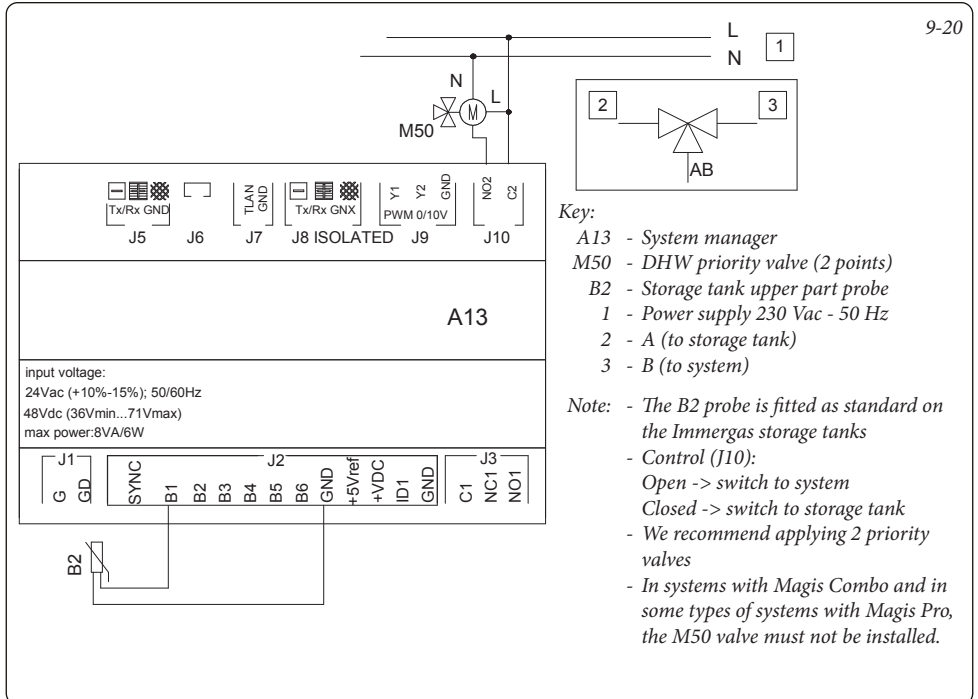 9-20
L
N
1
N
L
M
M50
2
3
AB
Tx/Rx GND
J5
J6
TLAN
GND
J7
Tx/Rx GNX
J8 ISOLATED
Y1
Y2
GND
PWM 0/10V
J9
NO2
C2
J10
A13
input voltage:
24Vac (+10%-15%); 50/60Hz
48Vdc (36Vmin...71Vmax)
max power:8VA/6W
J1
G
GD
J2
SYNC
B1
B2
B3
B4
B5
B6
GND
+5Vref
+VDC
ID1
GND
J3
C1
NC1
NO1
B2
Key:
A13 - System manager
M50 - DHW priority valve (2 points)
B2 - Storage tank upper part probe
1 - Power supply 230 Vac - 50 Hz
2 - A (to storage tank)
3 - B (to system)
Note: - The B2 probe is fitted as standard on
the Immergas storage tanks
- Control (J10):
Open -> switch to system
Closed -> switch to storage tank
- We recommend applying 2 priority
valves
- In systems with Magis Combo and in
some types of systems with Magis Pro,
the M50 valve must not be installed.